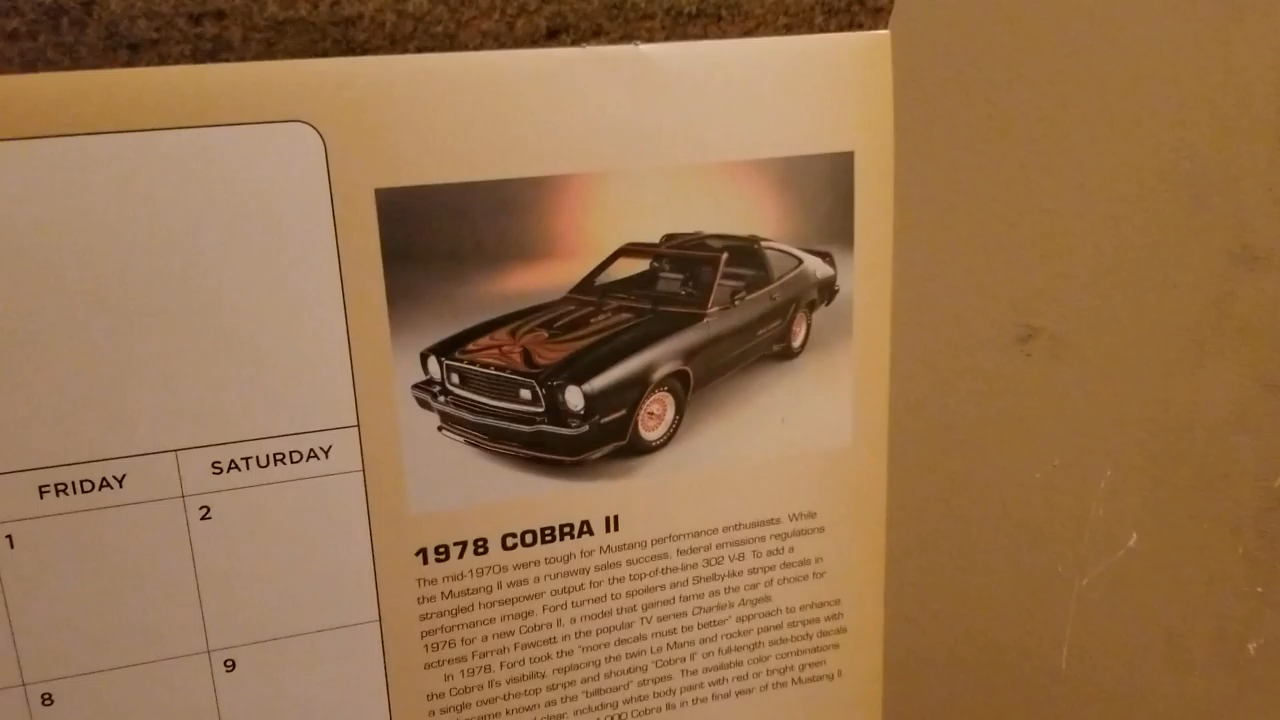 FRIDAY
SATURDAY
1
2
8
9
1978 COBRA II
The mid-1970s were tough for Mustang performance enthusiasts. While
the Mustang II was a runaway sales success, federal emissions regulations
strangled horsepower output for the top-of-the-line 302 V-8. To add a
performance image, Ford turned to spoilers and Shelby-like stripe decals in
1976 for a new Cobra II, a model that gained fame as the car of choice for
actress Farrah Fawcett in the popular TV series Charlie's Angels.
In 1978, Ford took the "more decals must be better" approach to enhance
the Cobra II's visibility, replacing the twin Le Mans and rocker panel stripes with
a single over-the-top stripe and shouting "Cobra II" on full-length side-body decals
became known as the "billboard" stripes. The available color combinations
clear, including white body paint with red or bright green
000 Cobra IIs in the final year of the Mustang II